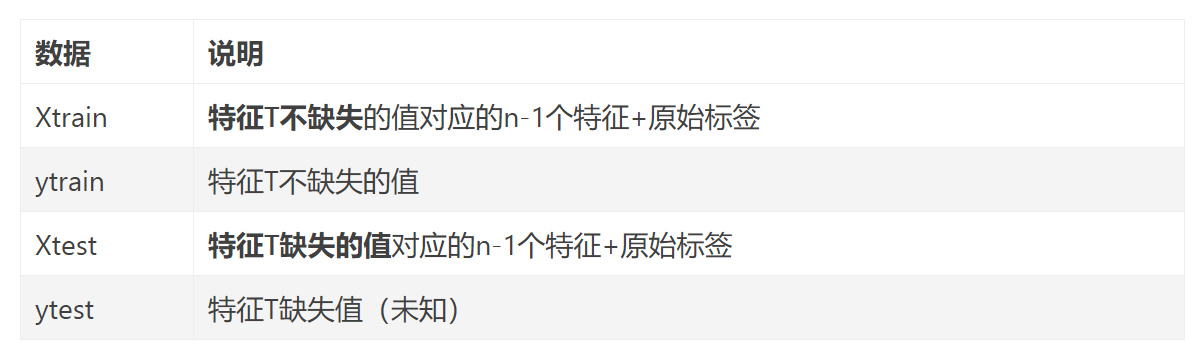 数据 说明
Xtrain 特征T不缺失的值对应的n-1个特征+原始标签
ytrain 特征T不缺失的值
Xtest 特征T缺失的值对应的n-1个特征+原始标签
ytest 特征T缺失值（未知）